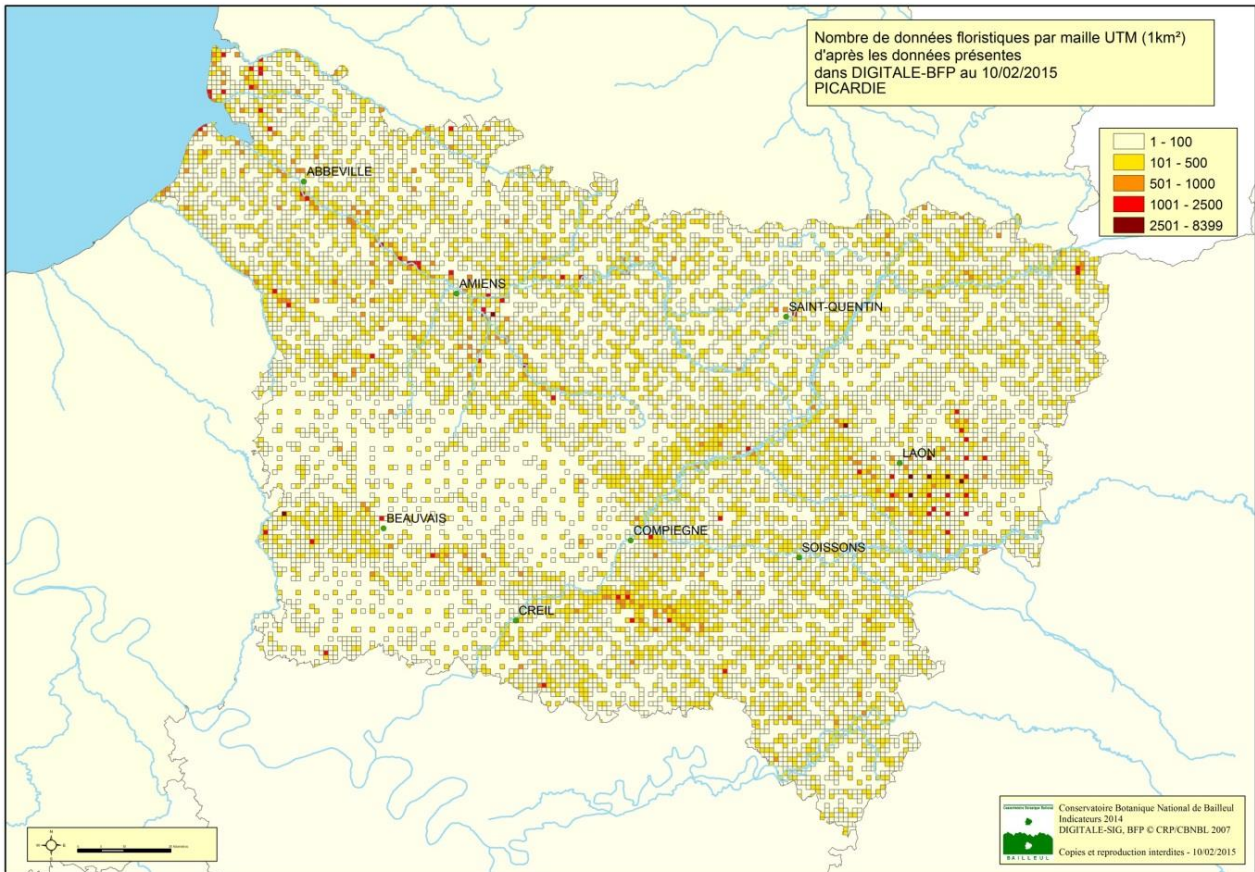 Nombre de données floristiques par maille UTM (1km²)
d'après les données présentes
dans DIGITALE-BFP au 10/02/2015
PICARDIE
1 - 100
101 - 500
501 - 1000
1001 - 2500
2501 - 8399
ABBEVILLE
AMIENS
SAINT-QUENTIN
LAON
BEAUVAIS
COMPIEGNE
SOISSONS
CREIL
Conservatoire Botanique National de Bailleul
Indicateurs 2014
DIGITALE-SIG, BFP © CRP/CBNBL 2007
Copies et reproduction interdites - 10/02/2015
BAILLEUL